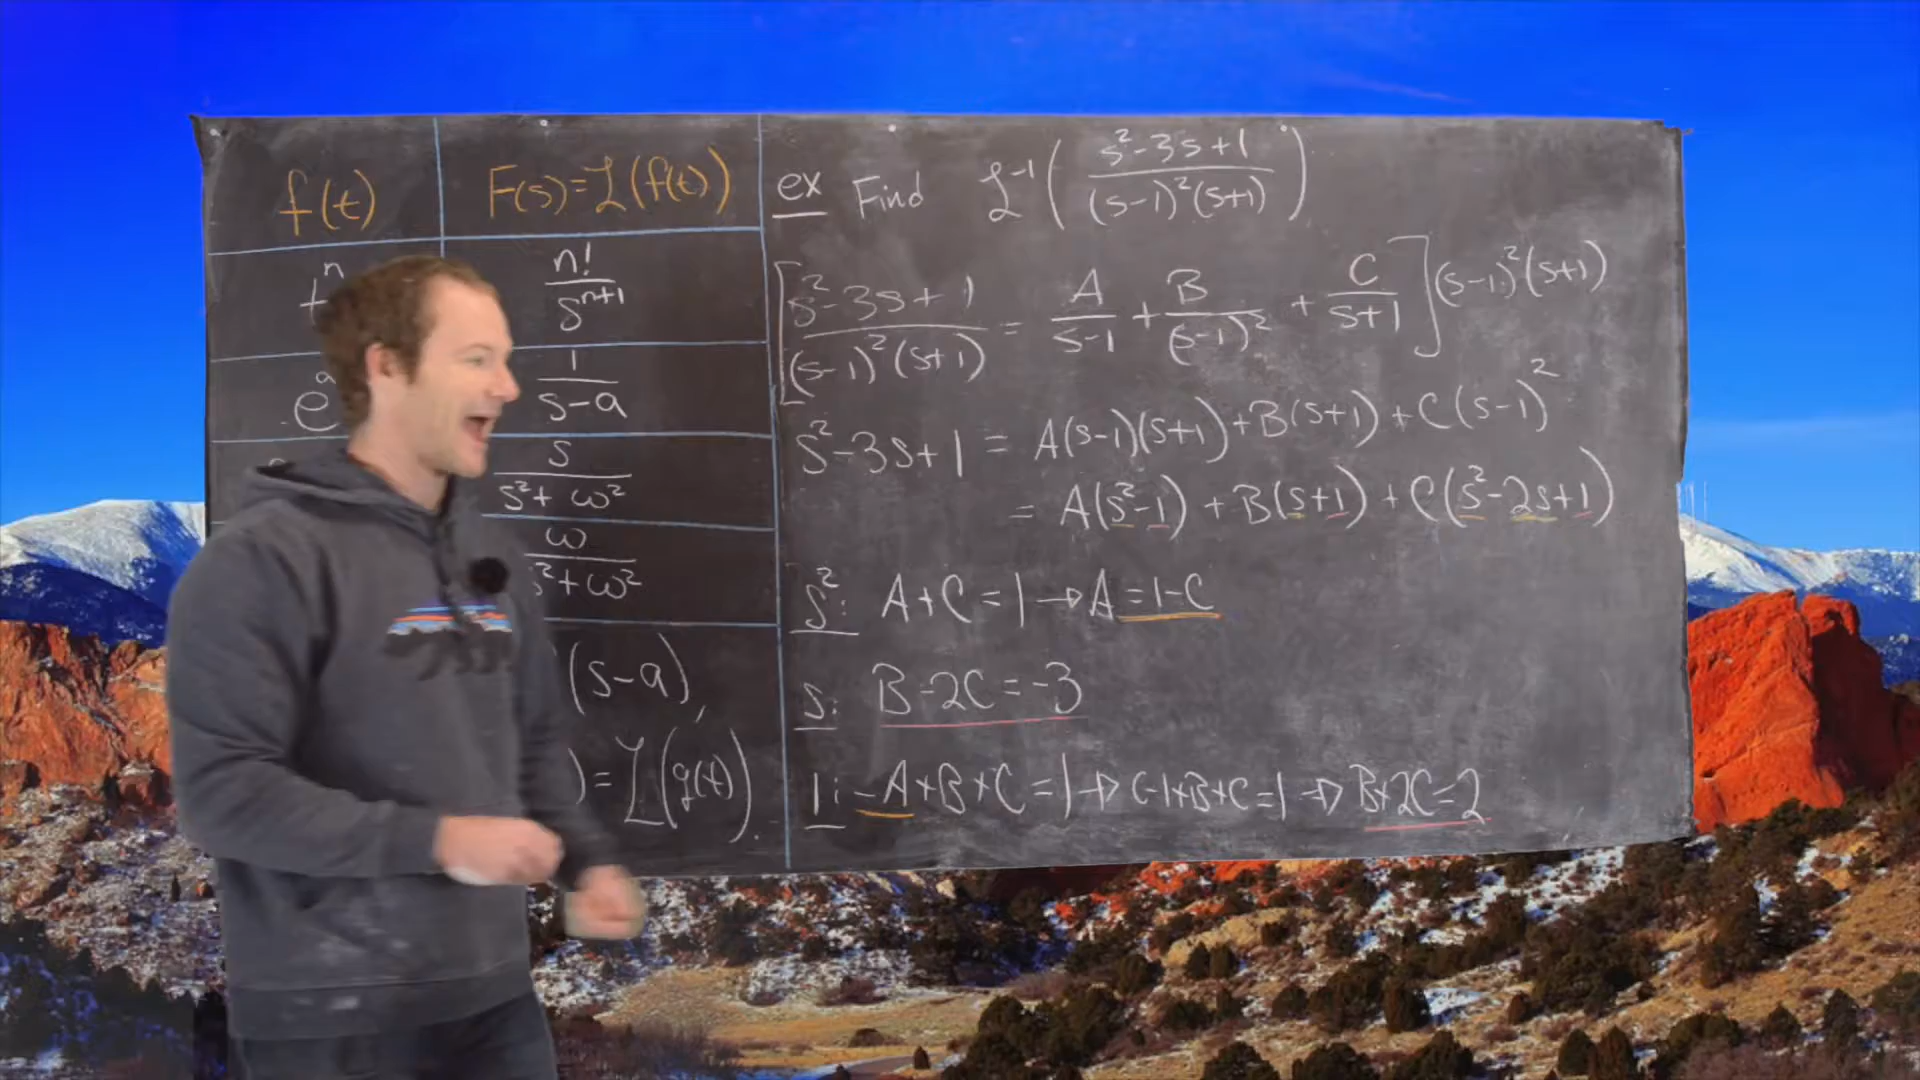 f(t) F(s)=ℒ(f(t))
n n!/s^(n+1)
e 1/(s-a)
s/(s²+ω²)
ω/(s²+ω²)
(s-a),
)=ℒ(g(t)).
ex Find ℒ⁻¹( (s²-3s+1)/((s-1)²(s+1)) )
[ (s²-3s+1)/((s-1)²(s+1)) = A/(s-1) + B/(s-1)² + C/(s+1) ] (s-1)²(s+1)
s²-3s+1 = A(s-1)(s+1)+B(s+1)+C(s-1)²
= A(s²-1)+B(s+1)+C(s²-2s+1)
s²: A+C=1→A=1-C
s: B-2C=-3
1: -A+B+C=1→C-1+B+C=1→B+2C=2